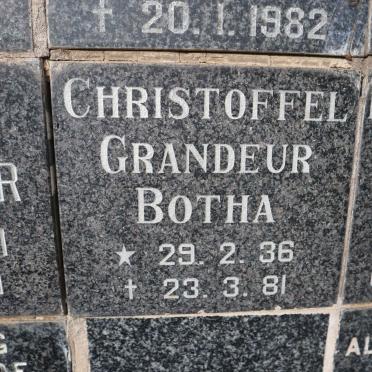 † 20. 1. 1982
CHRISTOFFEL
GRANDEUR
BOTHA
★ 29. 2. 36
† 23. 3. 81